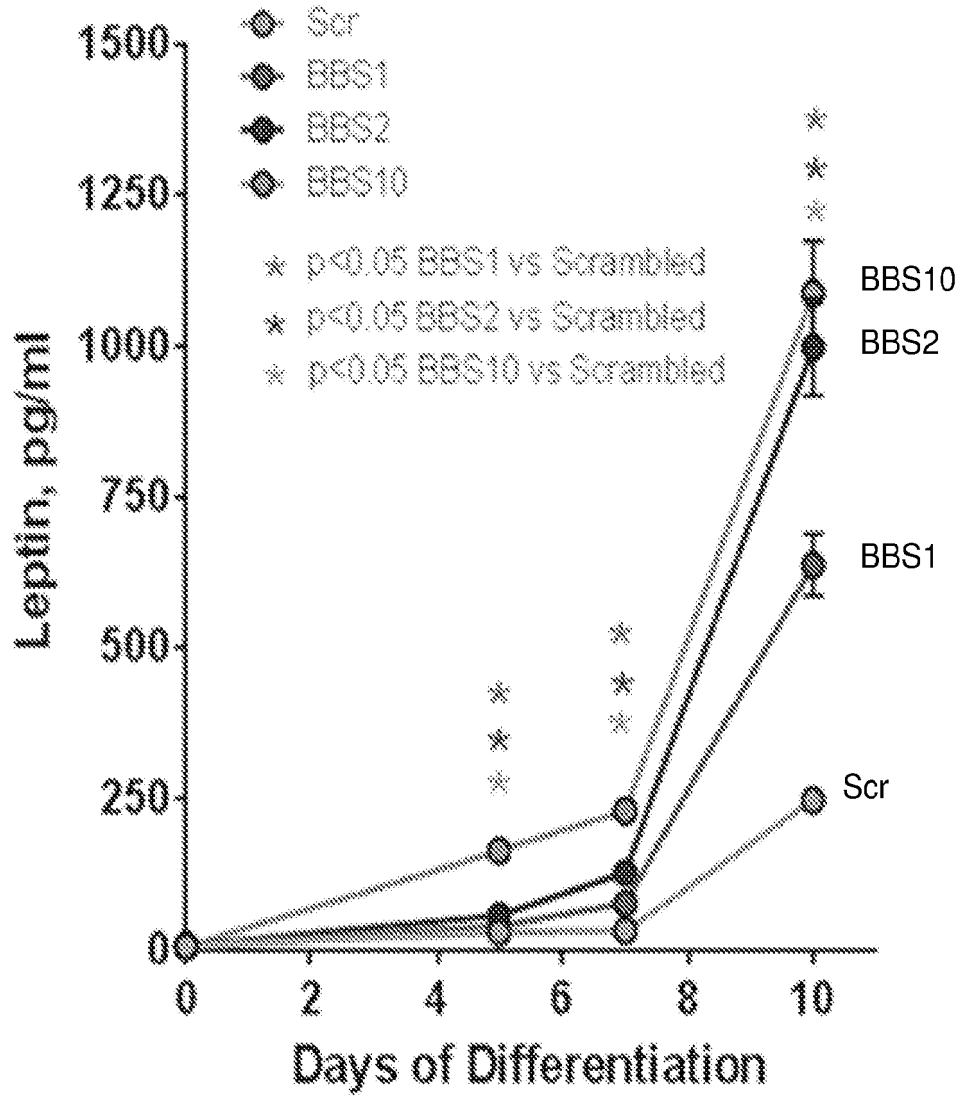 Scr
BBS1
BBS2
BBS10
* p<0.05 BBS1 vs Scrambled
* p<0.05 BBS2 vs Scrambled
* p<0.05 BBS10 vs Scrambled
1500
1250
1000
750
500
250
0
Leptin, pg/ml
* * *
* * *
* * *
BBS10
BBS2
BBS1
Scr
0 2 4 6 8 10
Days of Differentiation